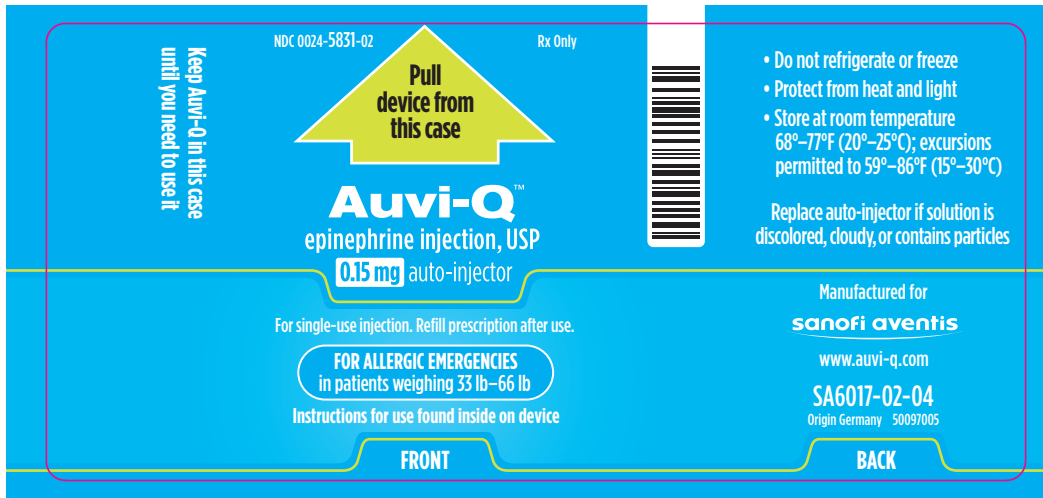 Keep Auvi-Q in this case
until you need to use it
NDC 0024-5831-02
Rx Only
Pull
device from
this case
Auvi-Q™
epinephrine injection, USP
0.15 mg auto-injector
For single-use injection. Refill prescription after use.
FOR ALLERGIC EMERGENCIES
in patients weighing 33 lb–66 lb
Instructions for use found inside on device
FRONT
• Do not refrigerate or freeze
• Protect from heat and light
• Store at room temperature
68°–77°F (20°–25°C); excursions
permitted to 59°–86°F (15°–30°C)
Replace auto-injector if solution is
discolored, cloudy, or contains particles
Manufactured for
sanofi aventis
www.auvi-q.com
SA6017-02-04
Origin Germany 50097005
BACK